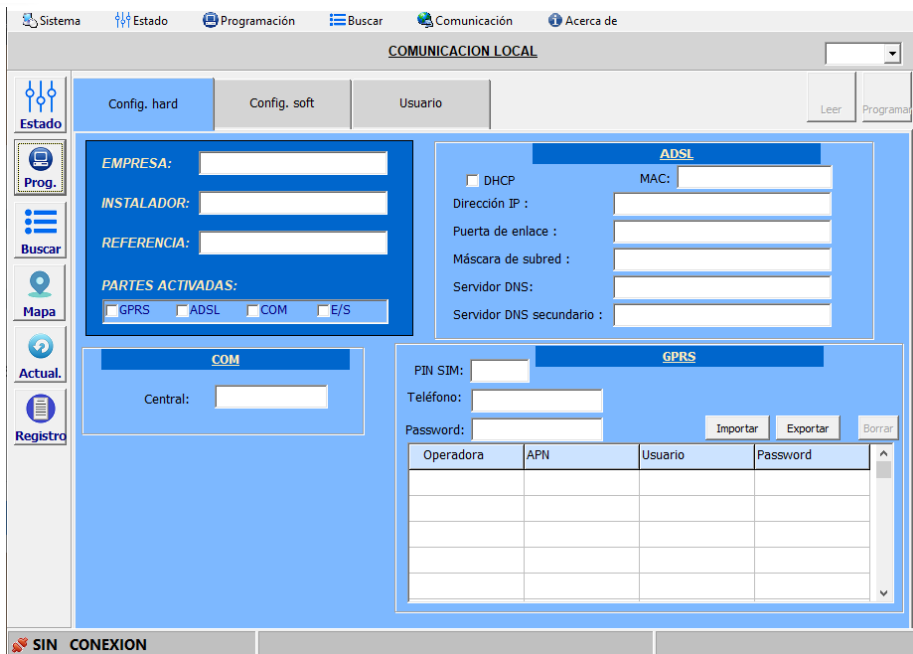 Sistema Estado Programación Buscar Comunicación Acerca de
COMUNICACION LOCAL
Estado
Prog.
Buscar
Mapa
Actual.
Registro
Config. hard Config. soft Usuario
Leer Programar
EMPRESA:
INSTALADOR:
REFERENCIA:
PARTES ACTIVADAS:
GPRS ADSL COM E/S
ADSL
DHCP MAC:
Dirección IP :
Puerta de enlace :
Máscara de subred :
Servidor DNS:
Servidor DNS secundario :
COM
Central:
GPRS
PIN SIM:
Teléfono:
Password:
Importar Exportar Borrar
Operadora APN Usuario Password
SIN CONEXION